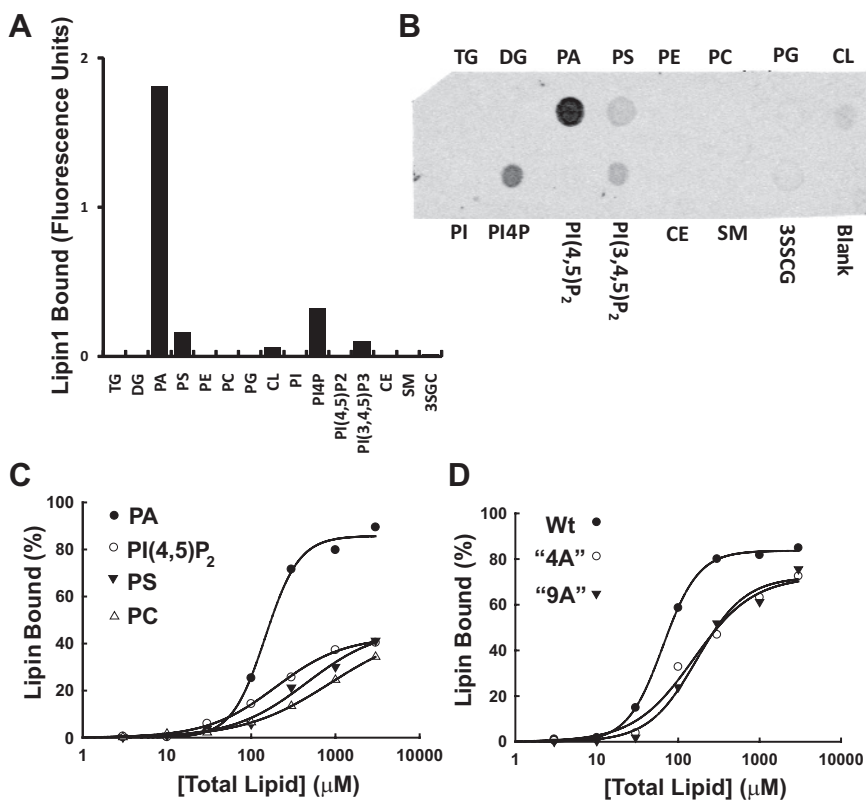 A
Lipin1 Bound (Fluorescence Units)
2
1
0
TG
DG
PA
PS
PE
PC
PG
CL
PI
PI4P
PI(4,5)P2
PI(3,4,5)P3
CE
SM
3SGC
B
TG DG PA PS PE PC PG CL
PI PI4P PI(4,5)P2 PI(3,4,5)P2 CE SM 3SSCG Blank
C
PA
PI(4,5)P2
PS
PC
Lipin Bound (%)
100
80
60
40
20
0
1 10 100 1000 10000
[Total Lipid] (μM)
D
Wt
“4A”
“9A”
Lipin Bound (%)
100
80
60
40
20
0
1 10 100 1000 10000
[Total Lipid] (μM)